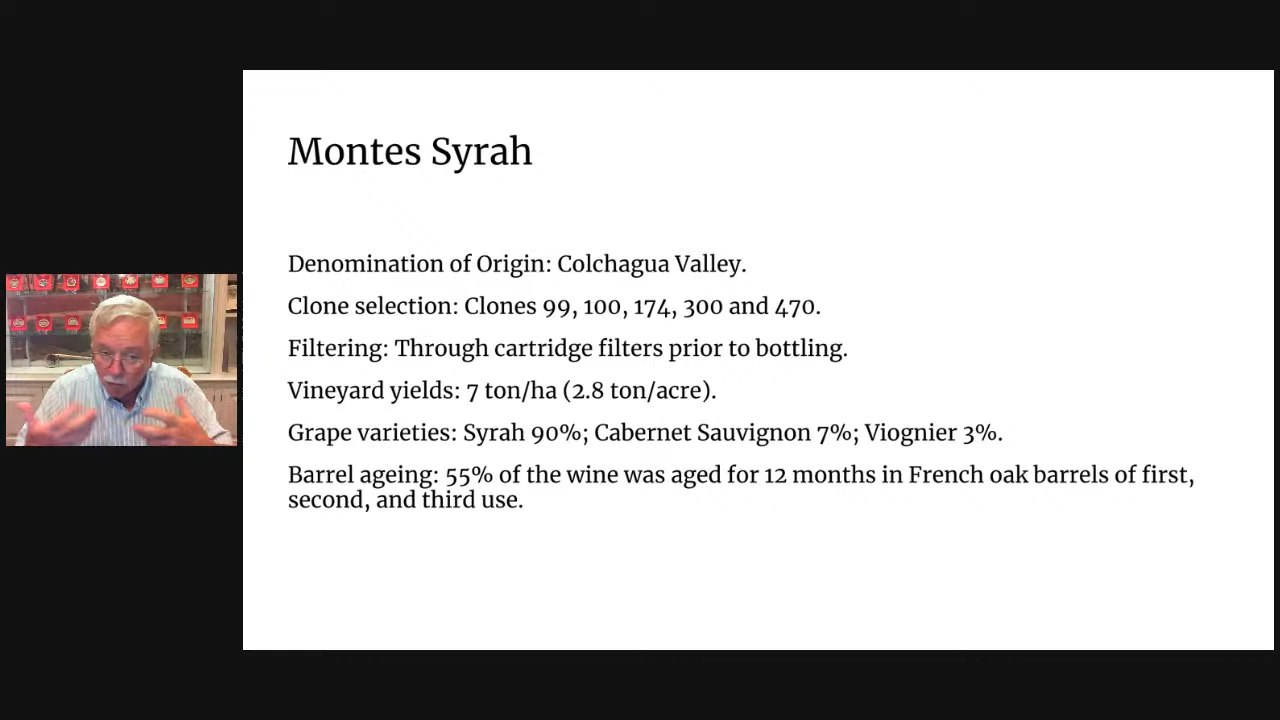 Montes Syrah
Denomination of Origin: Colchagua Valley.
Clone selection: Clones 99, 100, 174, 300 and 470.
Filtering: Through cartridge filters prior to bottling.
Vineyard yields: 7 ton/ha (2.8 ton/acre).
Grape varieties: Syrah 90%; Cabernet Sauvignon 7%; Viognier 3%.
Barrel ageing: 55% of the wine was aged for 12 months in French oak barrels of first,
second, and third use.